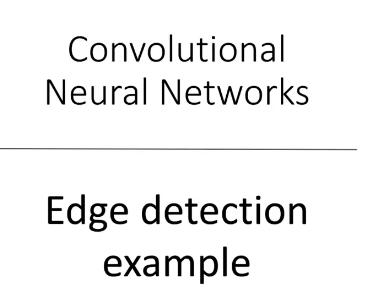 Convolutional
Neural Networks
Edge detection
example